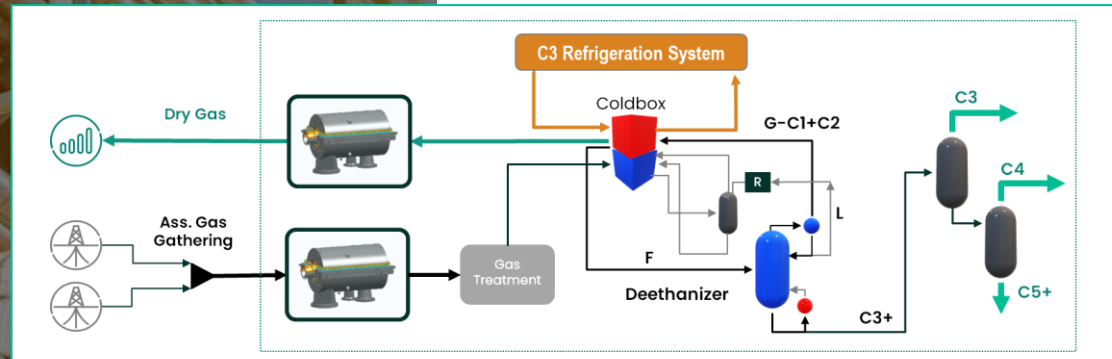 C3 Refrigeration System
Coldbox
Dry Gas
G-C1+C2
C3
C4
R
L
Ass. Gas
Gathering
Gas
Treatment
F
Deethanizer
C3+
C5+